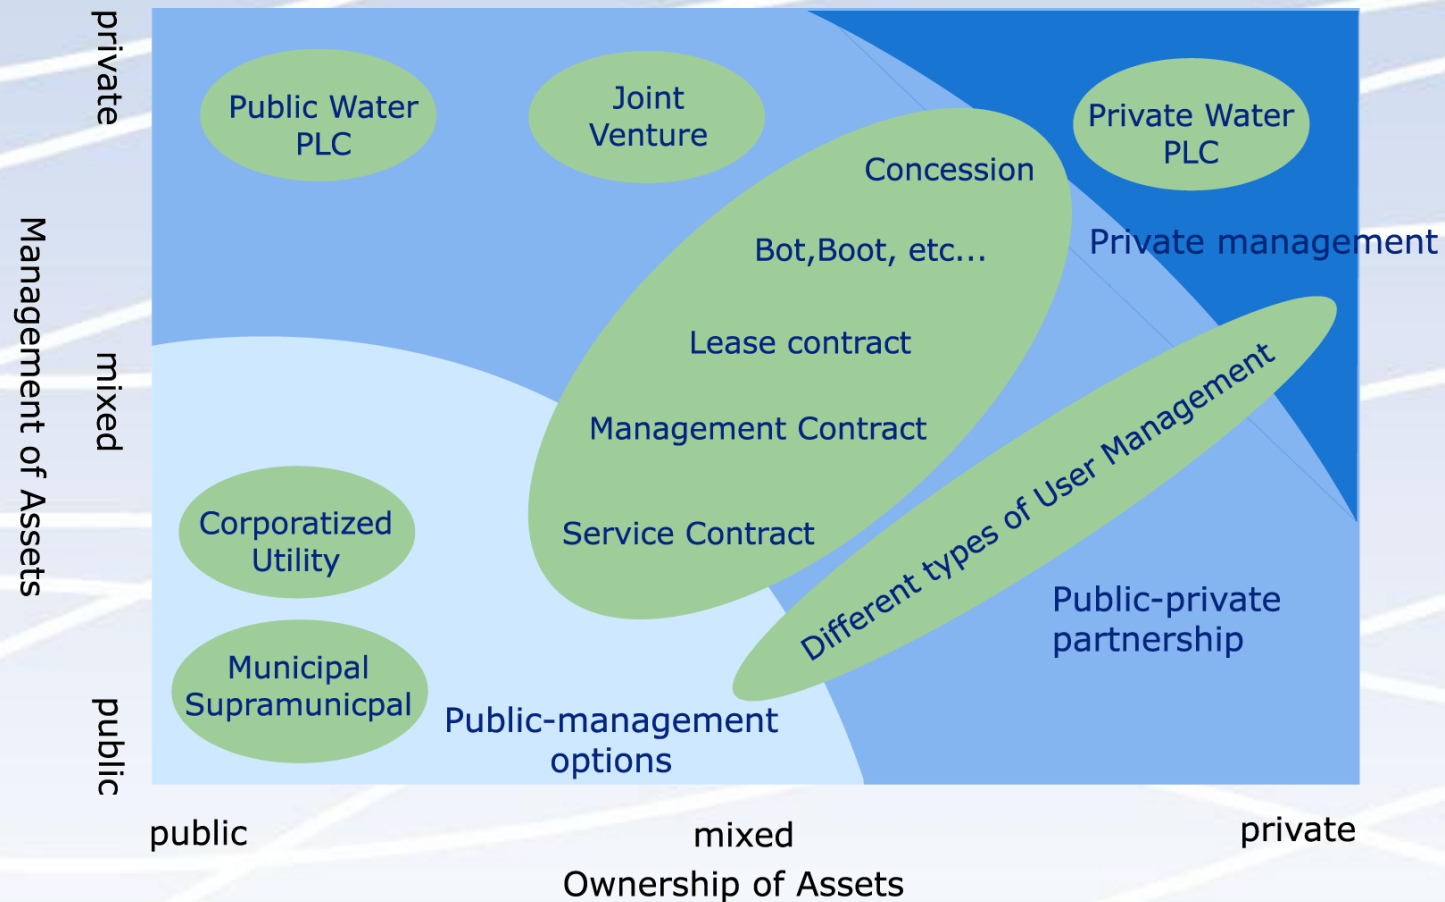 private
mixed
public
Management of Assets
Public Water
PLC
Joint
Venture
Private Water
PLC
Concession
Bot,Boot, etc...
Lease contract
Management Contract
Service Contract
Private management
Different types of User Management
Corporatized
Utility
Municipal
Supramunicpal
Public-management
options
Public-private
partnership
public
mixed
private
Ownership of Assets